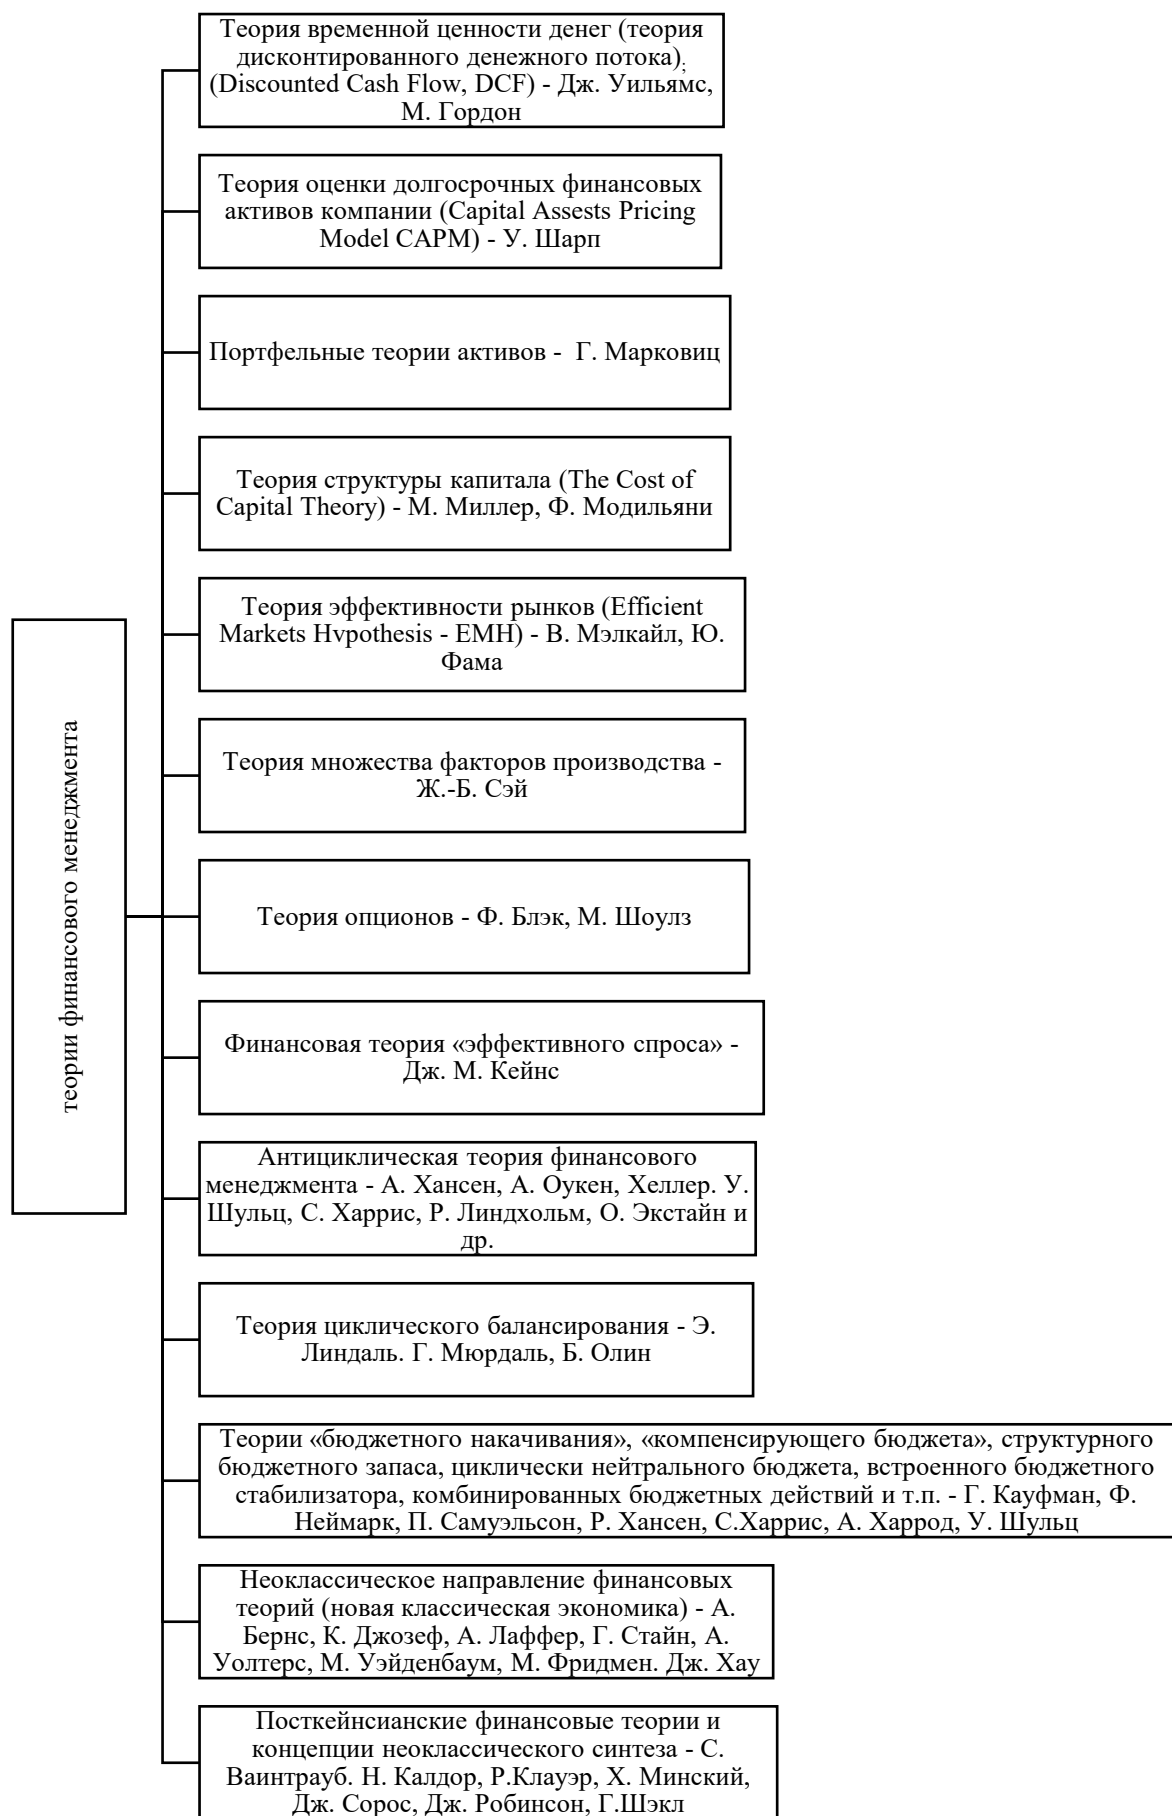 теории финансового менеджмента
Теория временной ценности денег (теория
дисконтированного денежного потока),
(Discounted Cash Flow, DCF) - Дж. Уильямс,
М. Гордон
Теория оценки долгосрочных финансовых
активов компании (Capital Assests Pricing
Model CAPM) - У. Шарп
Портфельные теории активов - Г. Марковиц
Теория структуры капитала (The Cost of
Capital Theory) - М. Миллер, Ф. Модильяни
Теория эффективности рынков (Efficient
Markets Hvpothesis - EMH) - В. Мэлкайл, Ю.
Фама
Теория множества факторов производства -
Ж.-Б. Сэй
Теория опционов - Ф. Блэк, М. Шоулз
Финансовая теория «эффективного спроса» -
Дж. М. Кейнс
Антициклическая теория финансового
менеджмента - А. Хансен, А. Оукен, Хеллер. У.
Шульц, С. Харрис, Р. Линдхольм, О. Экстайн и
др.
Теория циклического балансирования - Э.
Линдаль. Г. Мюрдаль, Б. Олин
Теории «бюджетного накачивания», «компенсирующего бюджета», структурного
бюджетного запаса, циклически нейтрального бюджета, встроенного бюджетного
стабилизатора, комбинированных бюджетных действий и т.п. - Г. Кауфман, Ф.
Неймарк, П. Самуэльсон, Р. Хансен, С.Харрис, А. Харрод, У. Шульц
Неоклассическое направление финансовых
теорий (новая классическая экономика) - А.
Бернс, К. Джозеф, А. Лаффер, Г. Стайн, А.
Уолтерс, М. Уэйденбаум, М. Фридмен. Дж. Хау
Посткейнсианские финансовые теории и
концепции неоклассического синтеза - С.
Ваинтрауб. Н. Калдор, Р.Клауэр, Х. Минский,
Дж. Сорос, Дж. Робинсон, Г.Шэкл